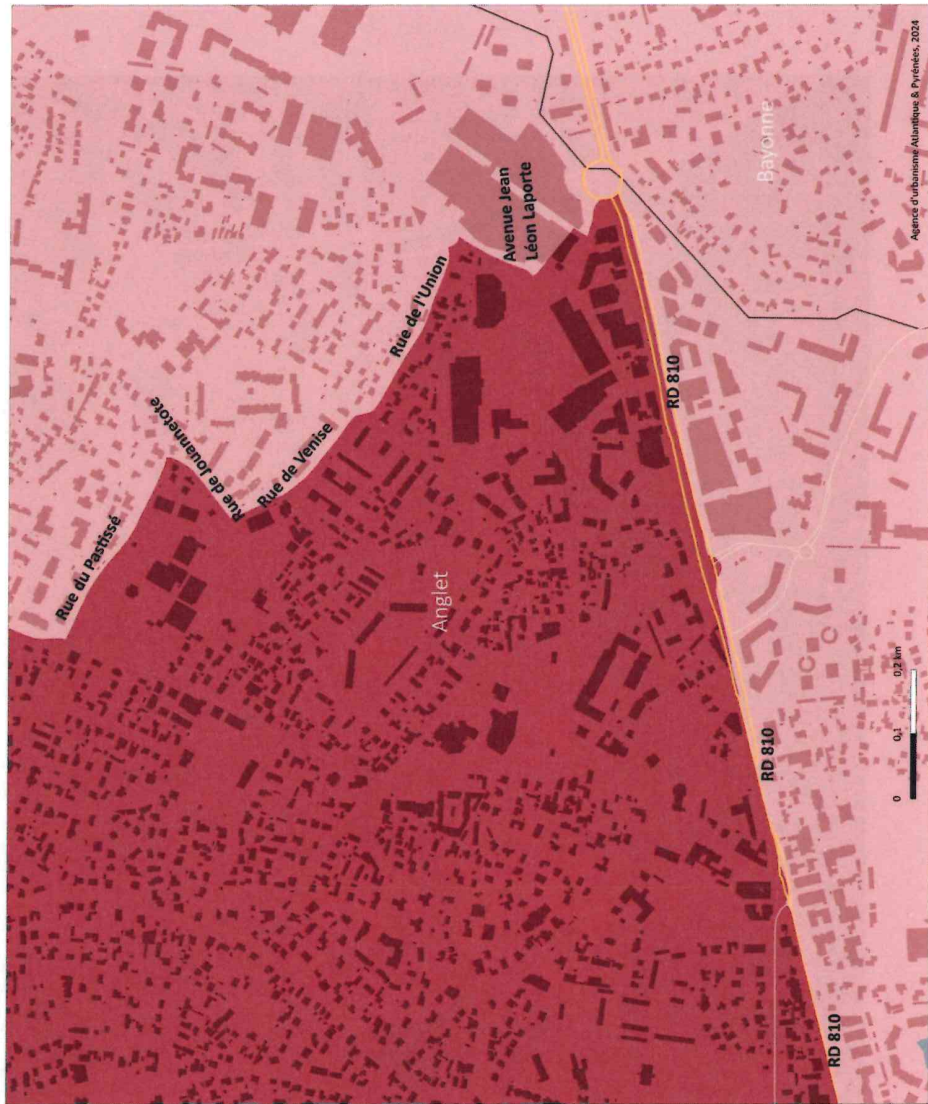 Rue du Pastissé
Rue de Jouannetote
Rue de Venise
Rue de l'Union
Avenue Jean
Léon Laporte
Anglet
Bayonne
RD 810
RD 810
RD 810
0
0,1
0,2 km
Agence d'urbanisme Atlantique & Pyrénées, 2024